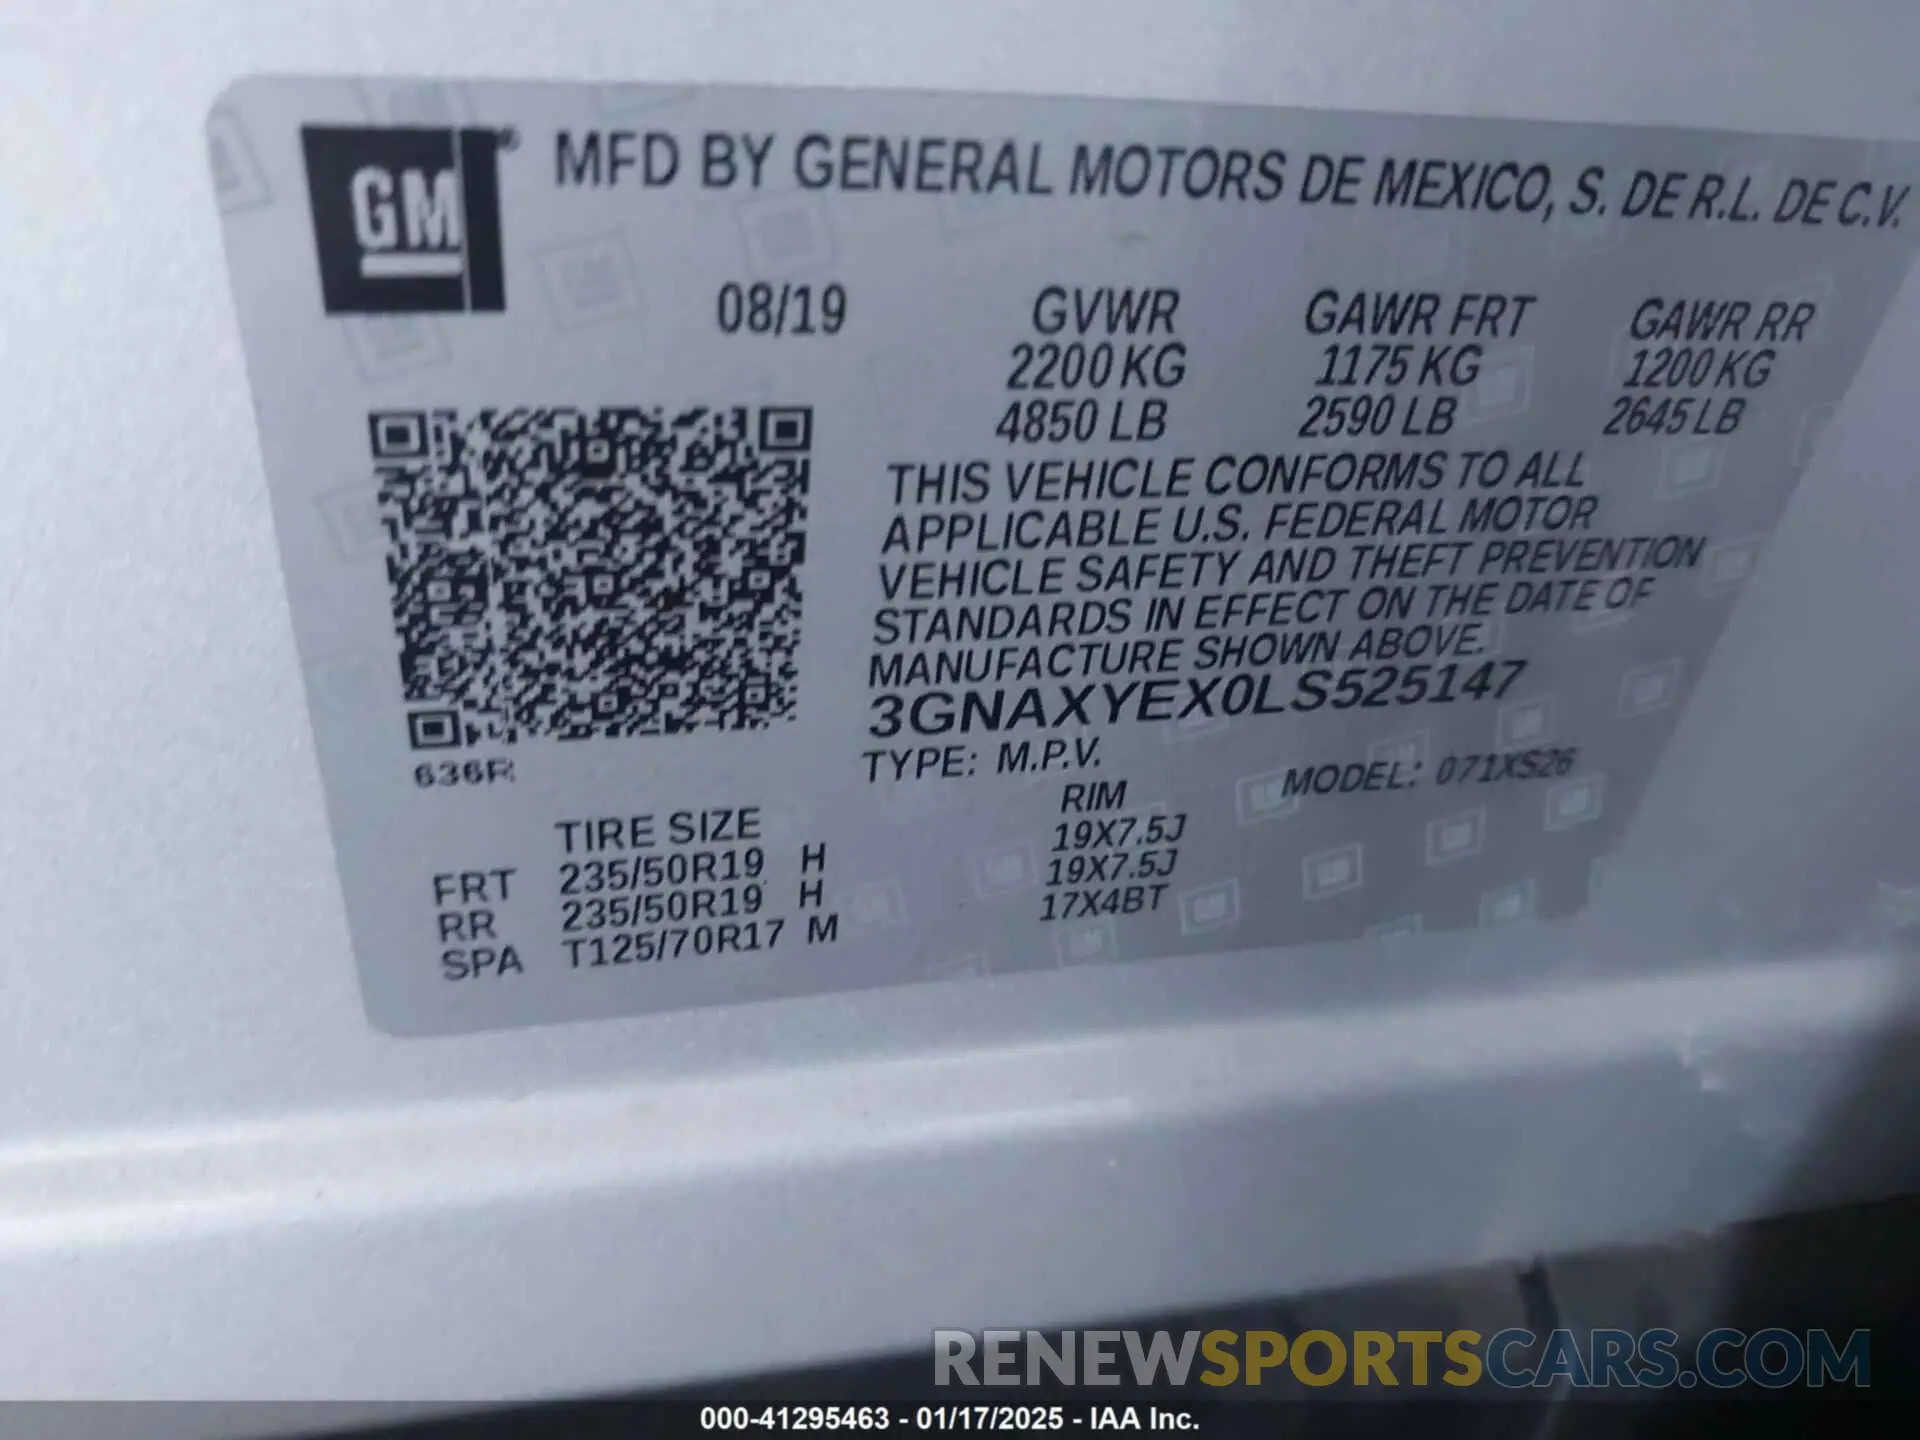 GM® MFD BY GENERAL MOTORS DE MEXICO, S. DE R.L. DE C.V.
08/19 GVWR GAWR FRT GAWR RR
2200 KG 1175 KG 1200 KG
4850 LB 2590 LB 2645 LB
THIS VEHICLE CONFORMS TO ALL
APPLICABLE U.S. FEDERAL MOTOR
VEHICLE SAFETY AND THEFT PREVENTION
STANDARDS IN EFFECT ON THE DATE OF
MANUFACTURE SHOWN ABOVE.
3GNAXYEX0LS525147
TYPE: M.P.V. MODEL: 071XS26
636R
TIRE SIZE RIM
FRT 235/50R19 H 19X7.5J
RR 235/50R19 H 19X7.5J
SPA T125/70R17 M 17X4BT
RENEWSPORTSCARS.COM
000-41295463 - 01/17/2025 - IAA Inc.